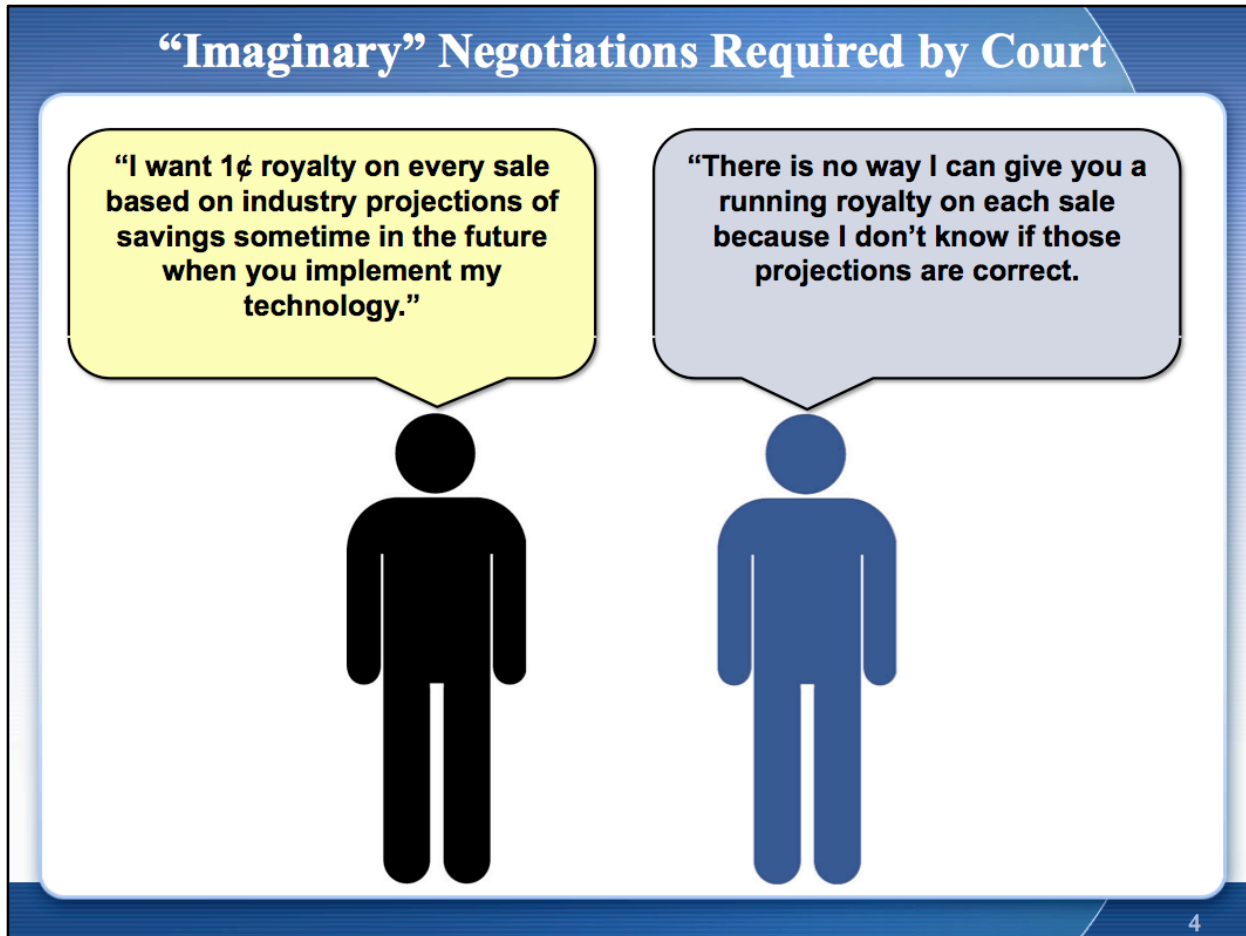 “Imaginary” Negotiations Required by Court
“I want 1¢ royalty on every sale
based on industry projections of
savings sometime in the future
when you implement my
technology.”
“There is no way I can give you a
running royalty on each sale
because I don’t know if those
projections are correct.
4